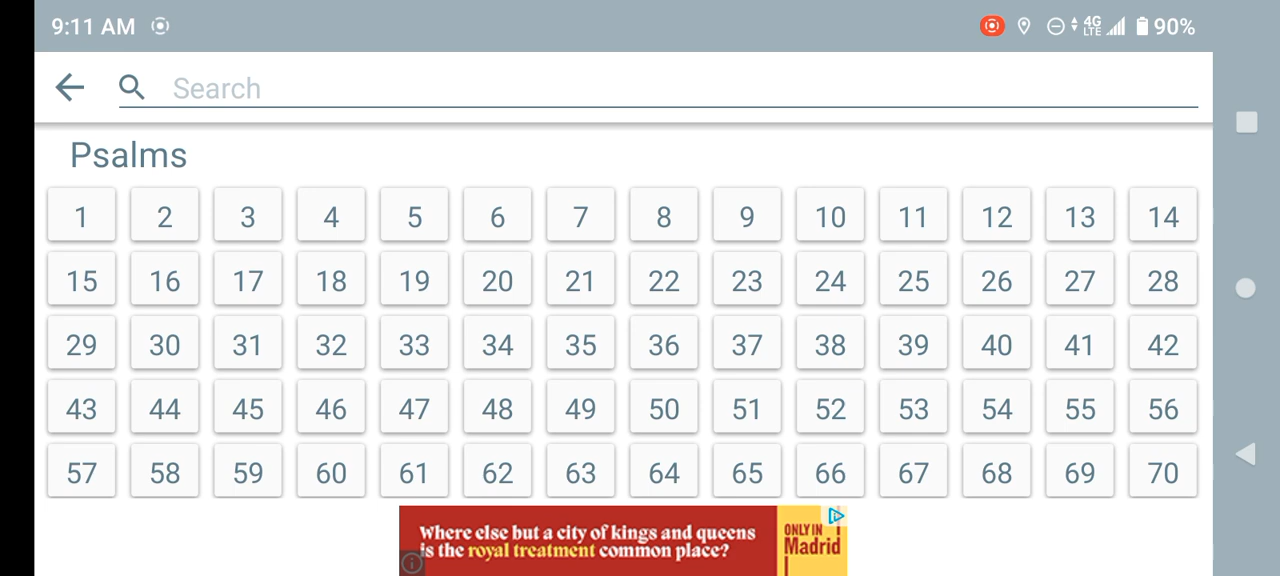 9:11 AM 4G LTE 90%
Search
Psalms
1 2 3 4 5 6 7 8 9 10 11 12 13 14
15 16 17 18 19 20 21 22 23 24 25 26 27 28
29 30 31 32 33 34 35 36 37 38 39 40 41 42
43 44 45 46 47 48 49 50 51 52 53 54 55 56
57 58 59 60 61 62 63 64 65 66 67 68 69 70
Where else but a city of kings and queens
is the royal treatment common place?
ONLY IN
Madrid